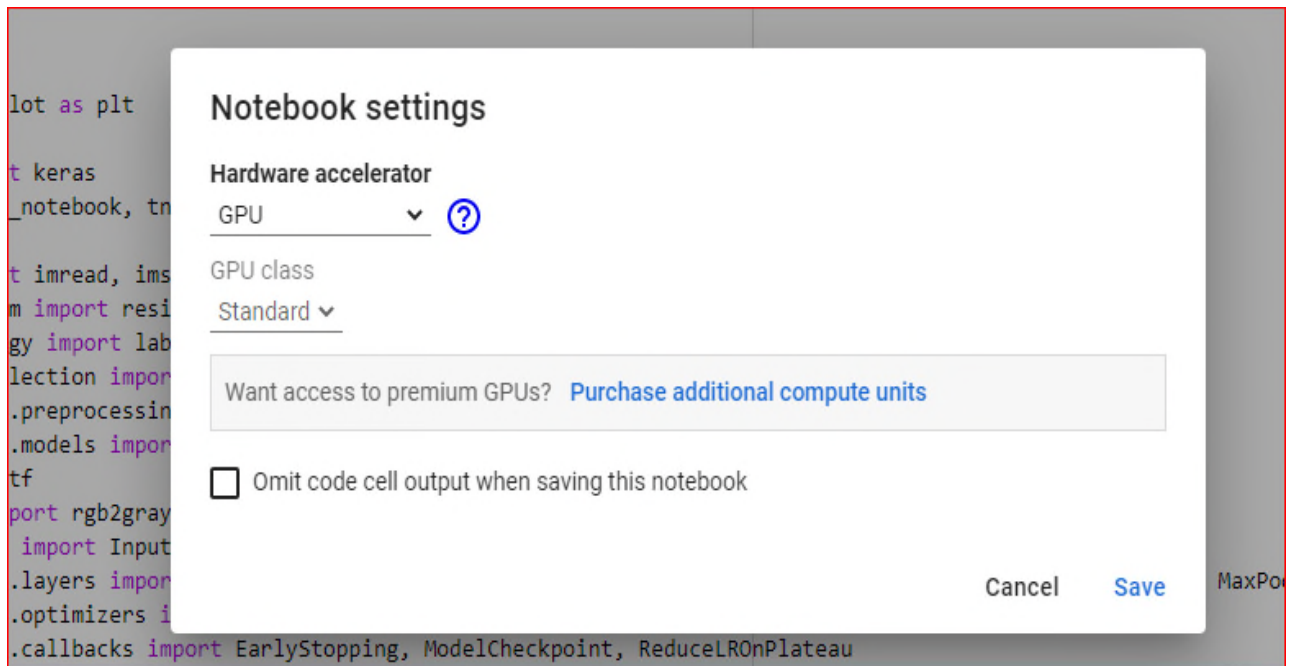 lot as plt
Notebook settings
t keras
Hardware accelerator
_notebook, tn
GPU
?
t imread, ims
GPU class
m import resi
Standard
gy import lab
lection impor
Want access to premium GPUs? Purchase additional compute units
.preprocessin
.models impor
tf
Omit code cell output when saving this notebook
port rgb2gray
import Input
.layers impor
Cancel Save
MaxPoo
.optimizers i
.callbacks import EarlyStopping, ModelCheckpoint, ReduceLROnPlateau